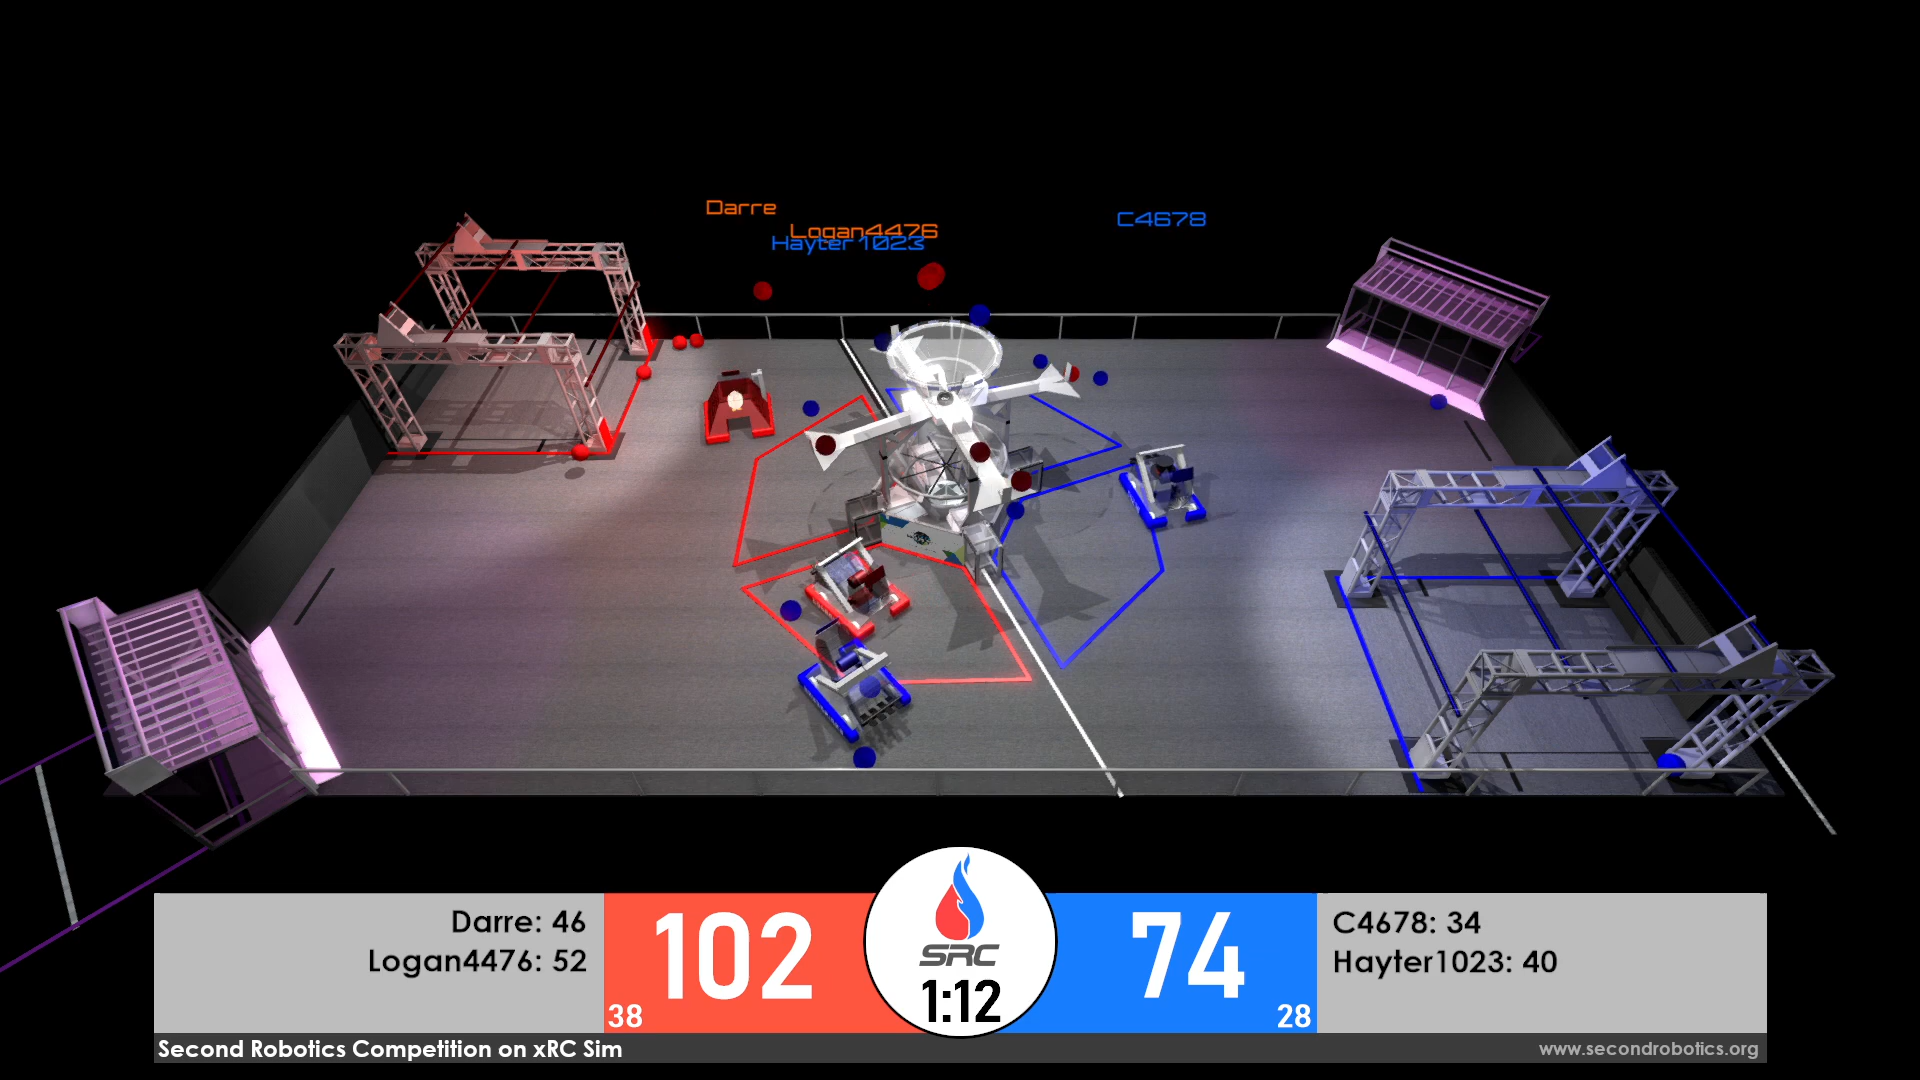 Darre
Logan4476
Hayter1023
C4678
Darre: 46
Logan4476: 52
102
38
SRC
1:12
74
28
C4678: 34
Hayter1023: 40
Second Robotics Competition on xRC Sim
www.secondrobotics.org